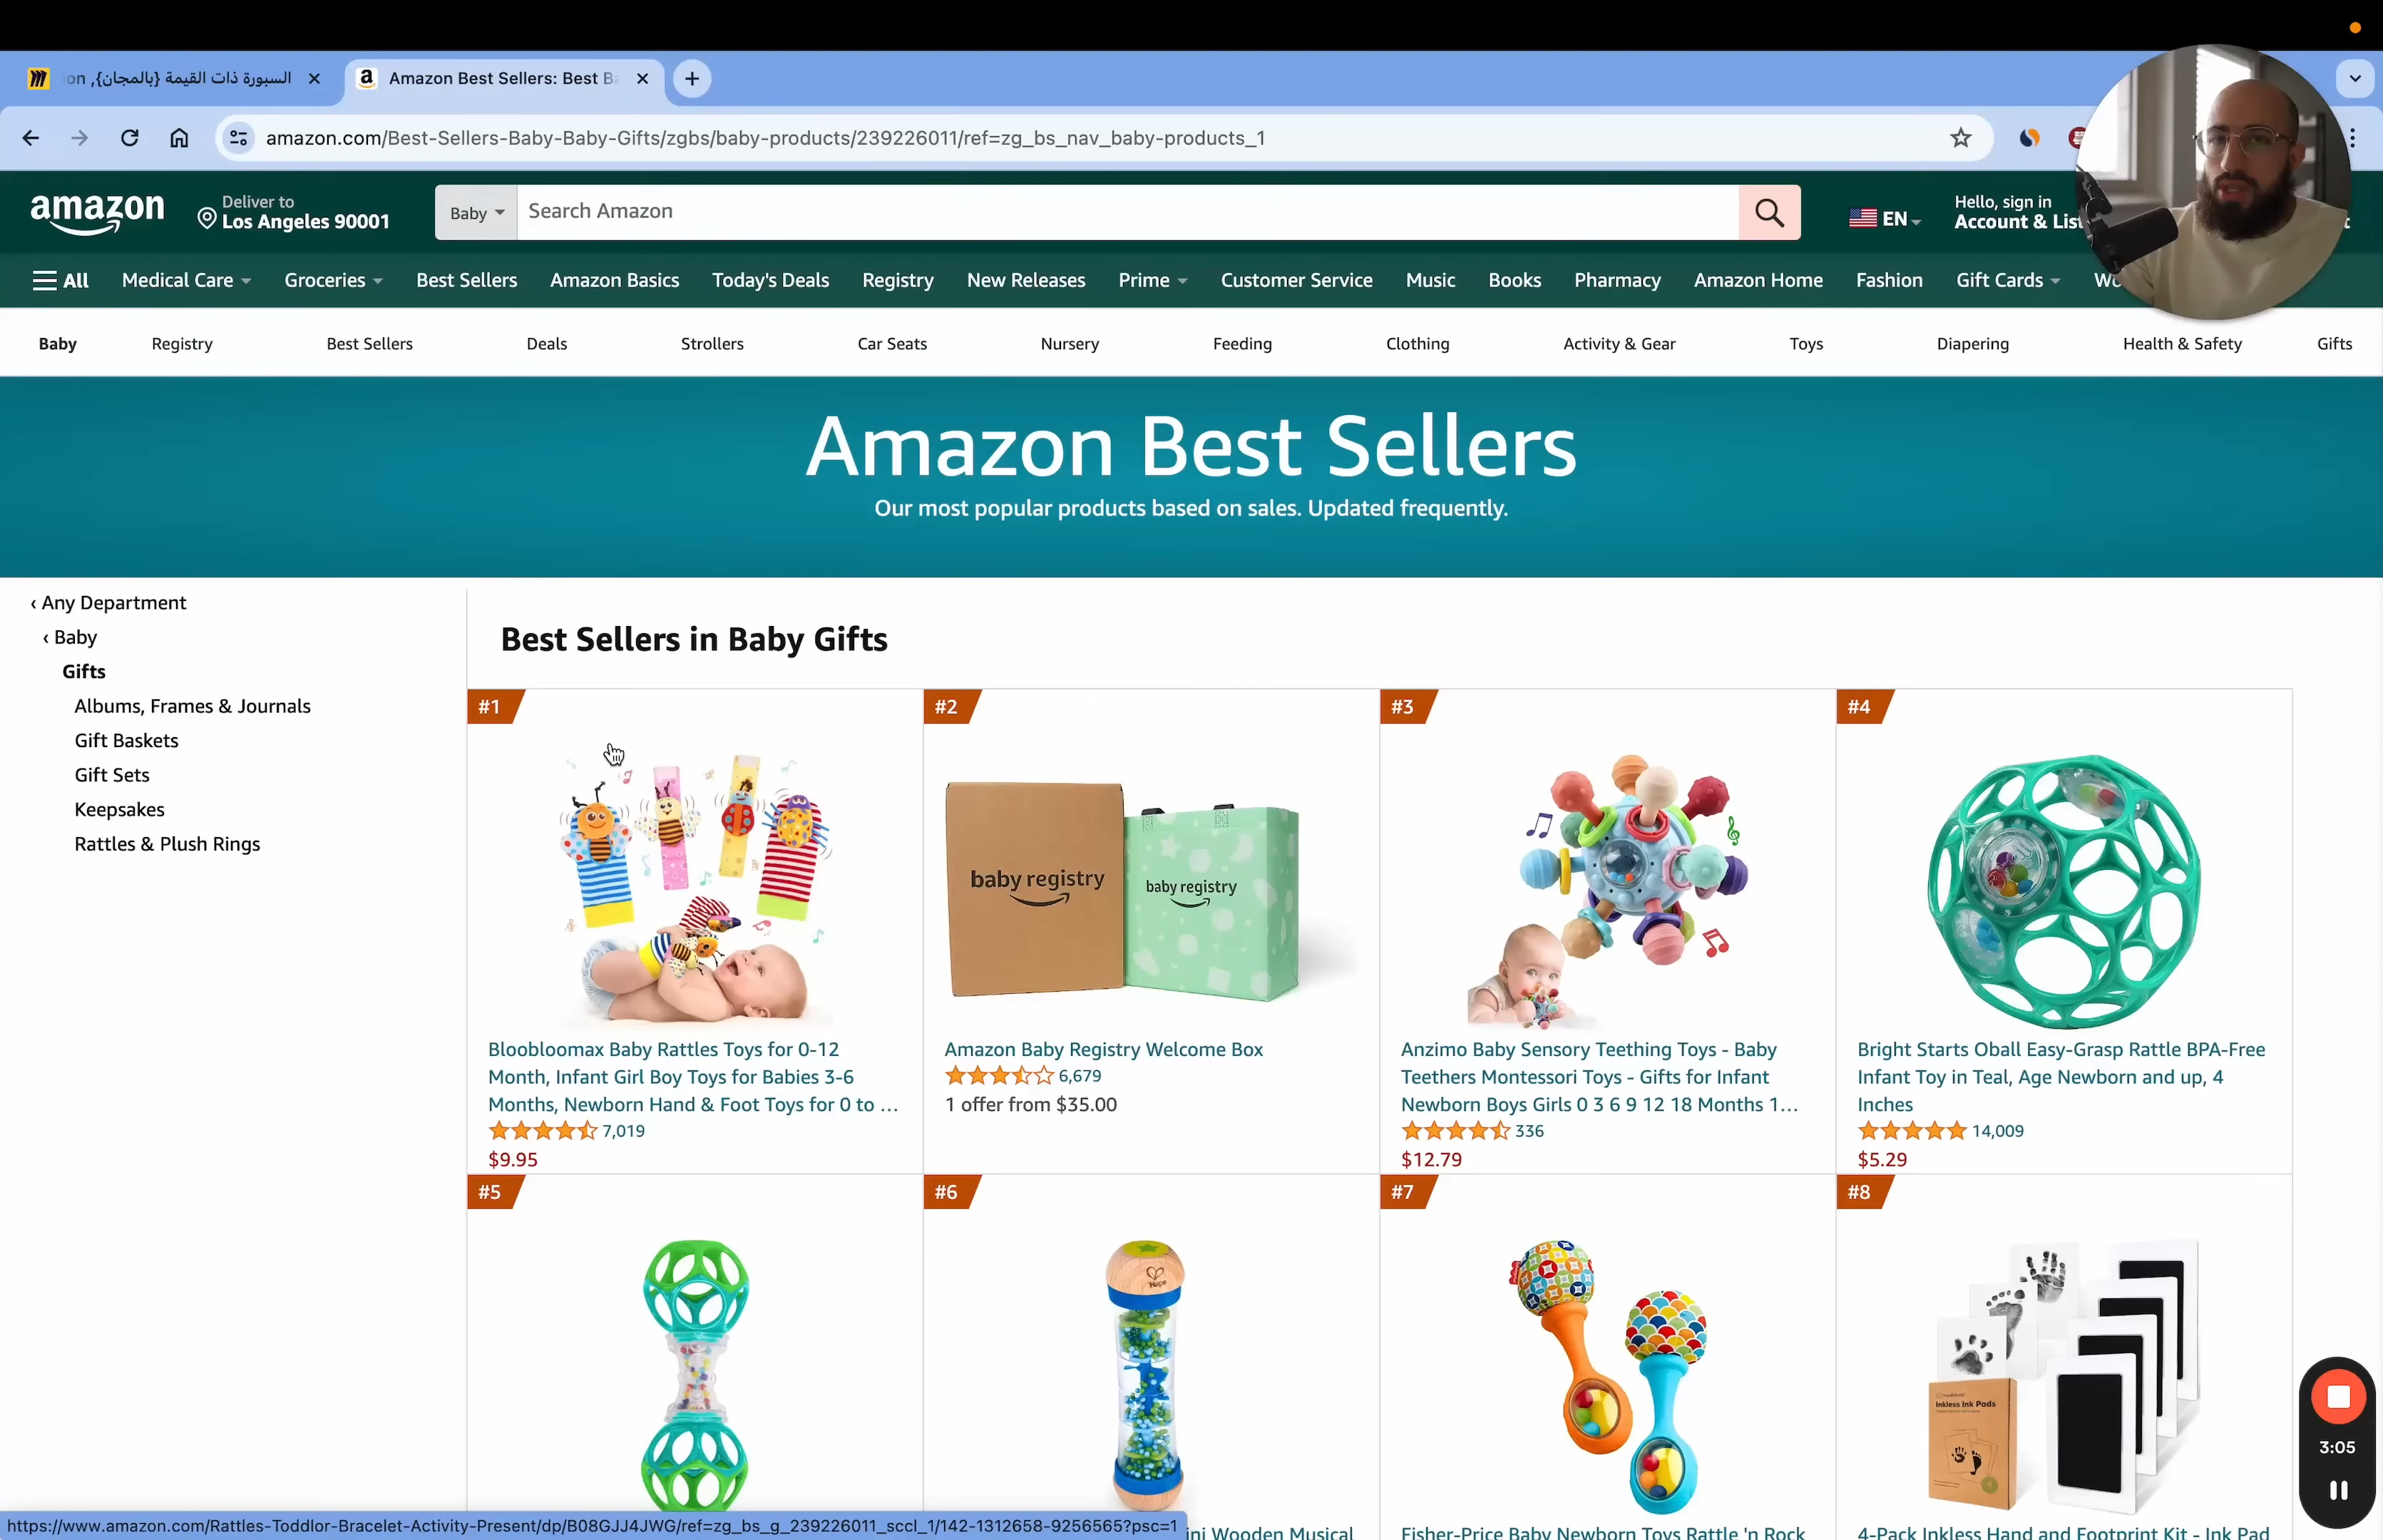 السبورة ذات القيمة {بالمجان}, on
Amazon Best Sellers: Best Ba
amazon.com/Best-Sellers-Baby-Baby-Gifts/zgbs/baby-products/239226011/ref=zg_bs_nav_baby-products_1
amazon
Deliver to
Los Angeles 90001
Baby
Search Amazon
EN
Hello, sign in
Account & List
All
Medical Care
Groceries
Best Sellers
Amazon Basics
Today's Deals
Registry
New Releases
Prime
Customer Service
Music
Books
Pharmacy
Amazon Home
Fashion
Gift Cards
Baby
Registry
Best Sellers
Deals
Strollers
Car Seats
Nursery
Feeding
Clothing
Activity & Gear
Toys
Diapering
Health & Safety
Gifts
Amazon Best Sellers
Our most popular products based on sales. Updated frequently.
‹ Any Department
‹ Baby
Gifts
Albums, Frames & Journals
Gift Baskets
Gift Sets
Keepsakes
Rattles & Plush Rings
Best Sellers in Baby Gifts
#1
Bloobloomax Baby Rattles Toys for 0-12
Month, Infant Girl Boy Toys for Babies 3-6
Months, Newborn Hand & Foot Toys for 0 to …
7,019
$9.95
#2
baby registry
baby registry
Amazon Baby Registry Welcome Box
6,679
1 offer from $35.00
#3
Anzimo Baby Sensory Teething Toys - Baby
Teethers Montessori Toys - Gifts for Infant
Newborn Boys Girls 0 3 6 9 12 18 Months 1…
336
$12.79
#4
Bright Starts Oball Easy-Grasp Rattle BPA-Free
Infant Toy in Teal, Age Newborn and up, 4
Inches
14,009
$5.29
#5
#6
Hape
ini Wooden Musical
#7
Fisher-Price Baby Newborn Toys Rattle 'n Rock
#8
Inkless Ink Pads
4-Pack Inkless Hand and Footprint Kit - Ink Pad
3:05
https://www.amazon.com/Rattles-Toddlor-Bracelet-Activity-Present/dp/B08GJJ4JWG/ref=zg_bs_g_239226011_sccl_1/142-1312658-9256565?psc=1